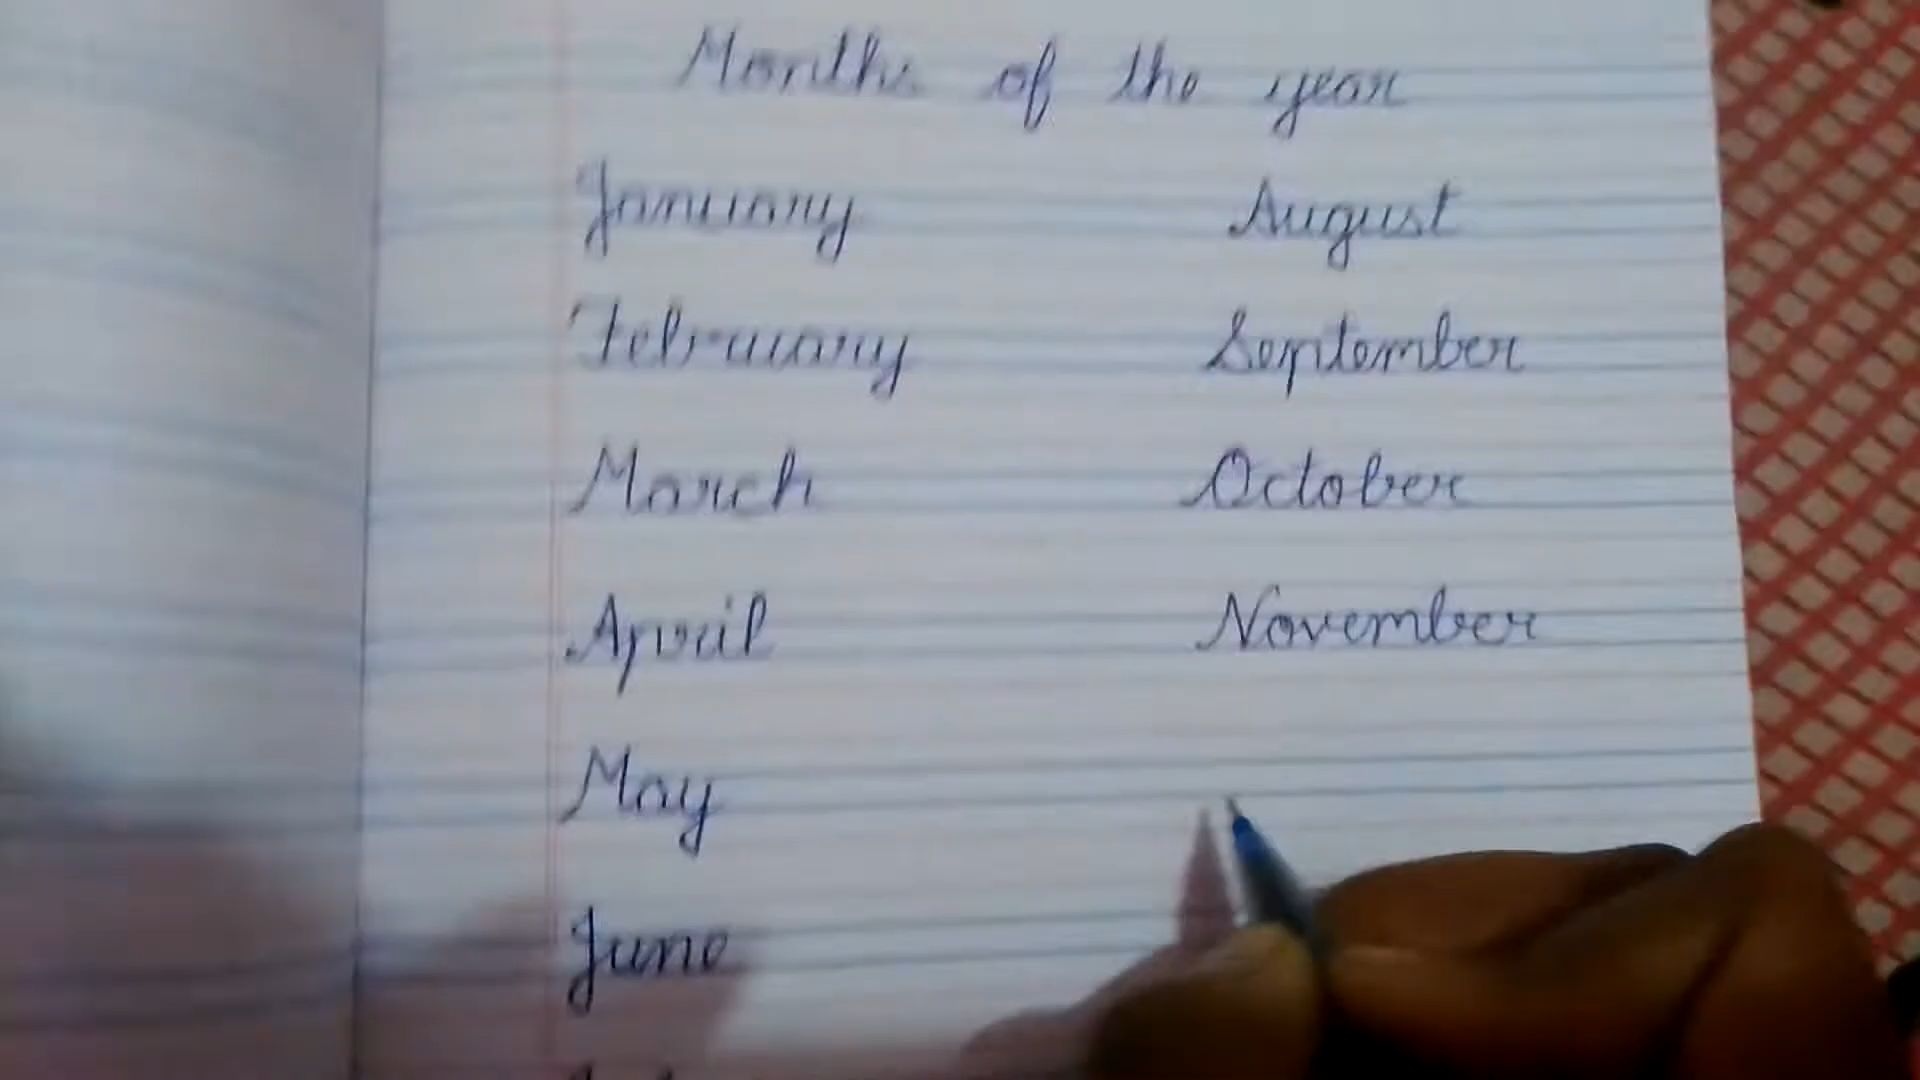 Months of the year
January
February
March
April
May
June
August
September
October
November